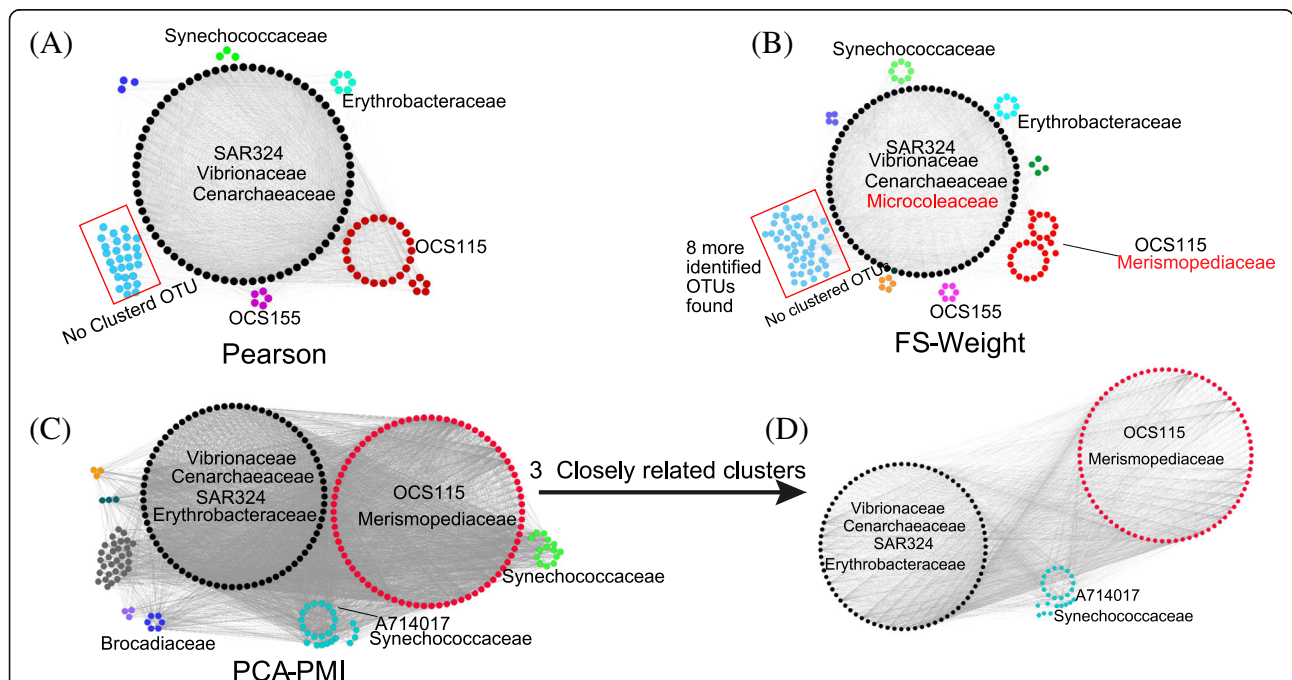 (A)
Synechococcaceae
Erythrobacteraceae
SAR324
Vibrionaceae
Cenarchaeaceae
OCS115
No Clusterd OTU
OCS155
Pearson
(B)
Synechococcaceae
Erythrobacteraceae
SAR324
Vibrionaceae
Cenarchaeaceae
Microcoleaceae
8 more
identified
OTUs
found
No clustered OTUs
OCS115
Merismopediaceae
OCS155
FS-Weight
(C)
Vibrionaceae
Cenarchaeaceae
SAR324
Erythrobacteraceae
OCS115
Merismopediaceae
Synechococcaceae
A714017
Synechococcaceae
Brocadiaceae
PCA-PMI
3 Closely related clusters
(D)
OCS115
Merismopediaceae
Vibrionaceae
Cenarchaeaceae
SAR324
Erythrobacteraceae
A714017
Synechococcaceae